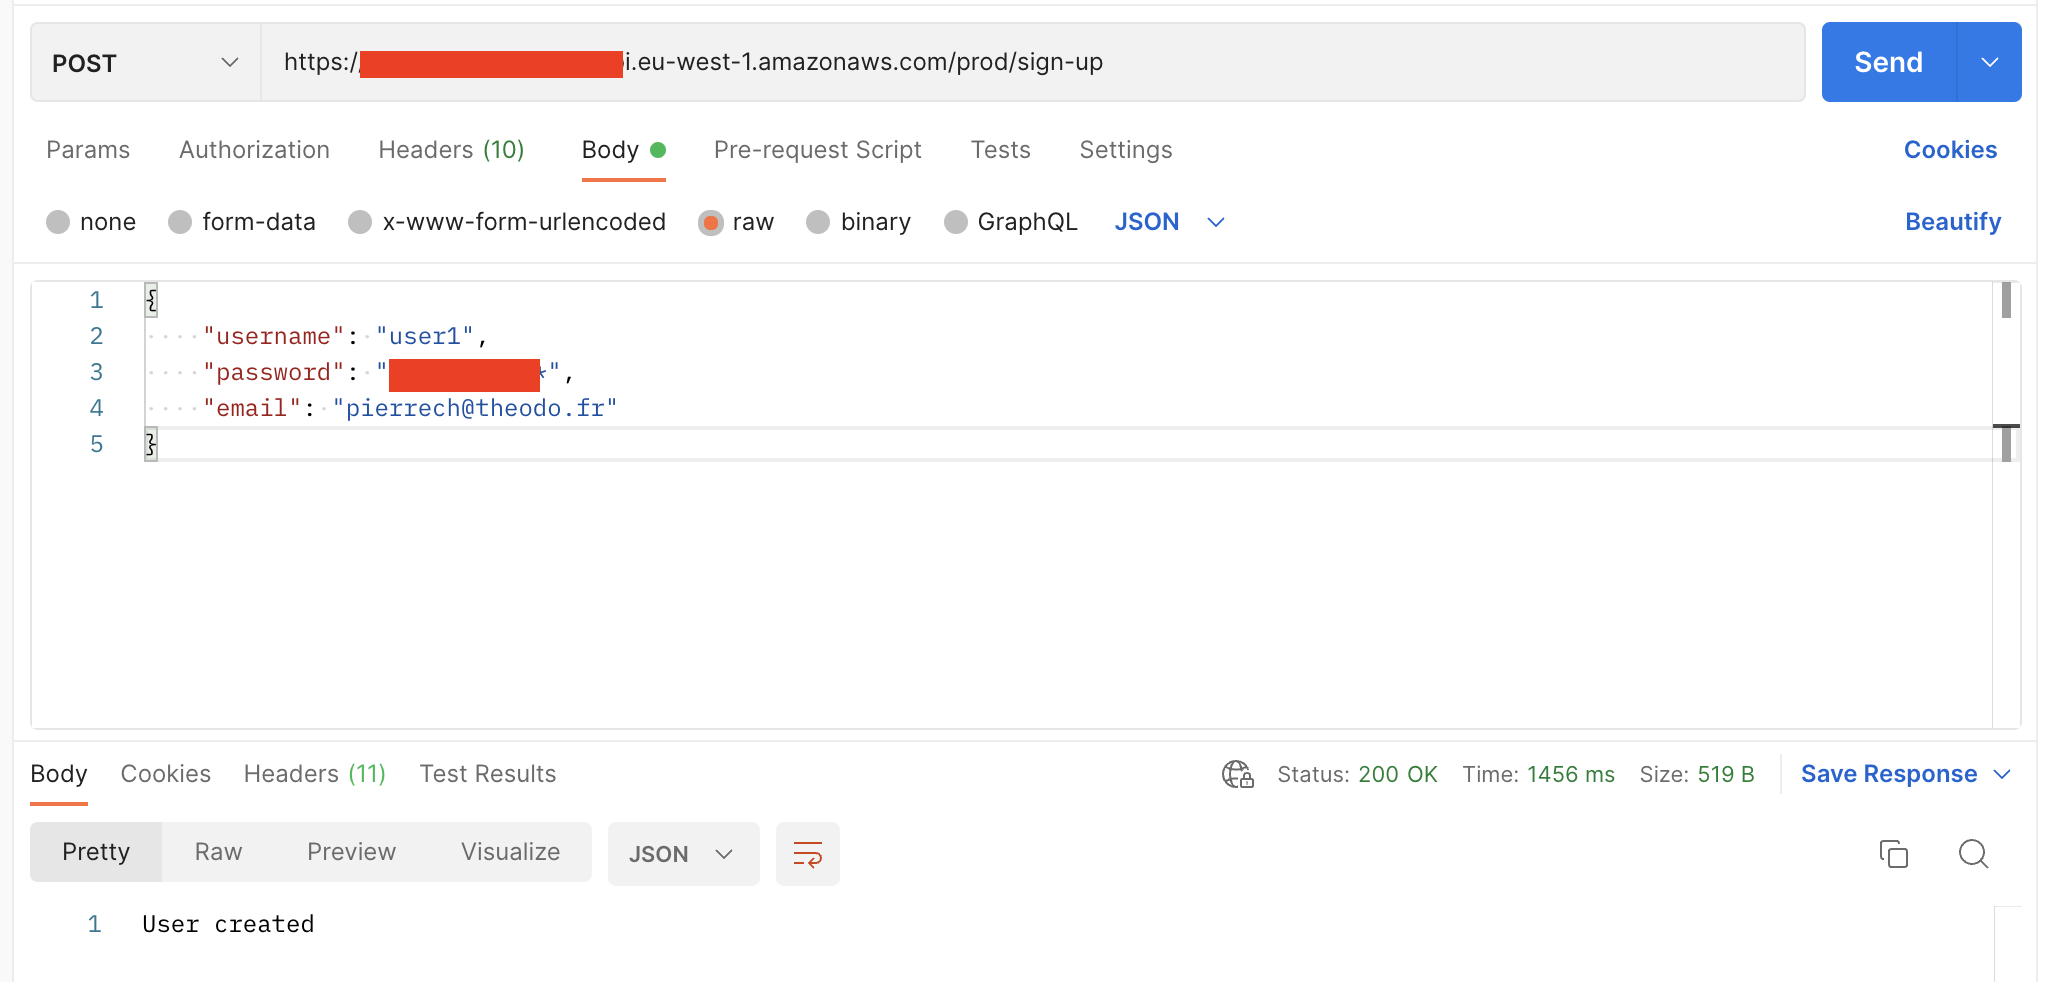 POST https:/ i.eu-west-1.amazonaws.com/prod/sign-up Send
Params Authorization Headers (10) Body Pre-request Script Tests Settings Cookies
none form-data x-www-form-urlencoded raw binary GraphQL JSON Beautify
1 {
2 "username": "user1",
3 "password": " *",
4 "email": "pierrech@theodo.fr"
5 }
Body Cookies Headers (11) Test Results Status: 200 OK Time: 1456 ms Size: 519 B Save Response
Pretty Raw Preview Visualize JSON
1 User created